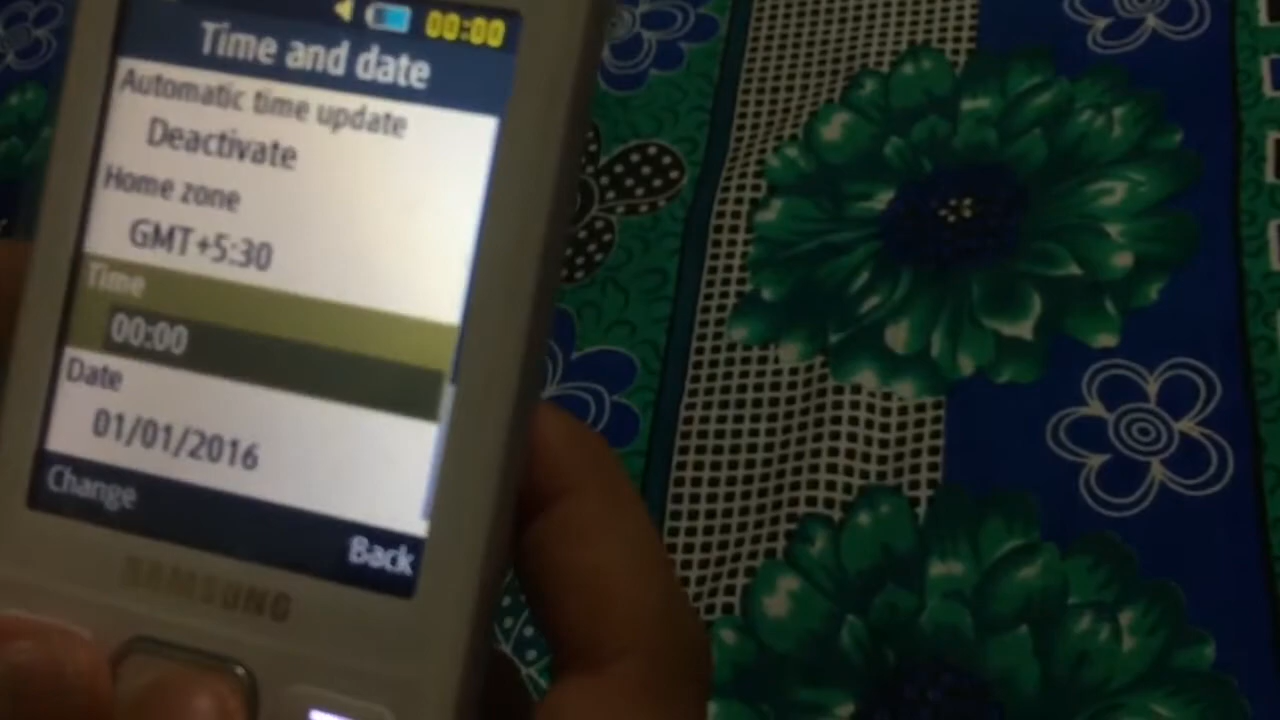 00:00
Time and date
Automatic time update
Deactivate
Home zone
GMT+5:30
Time
00:00
Date
01/01/2016
Change
Back
SAMSUNG